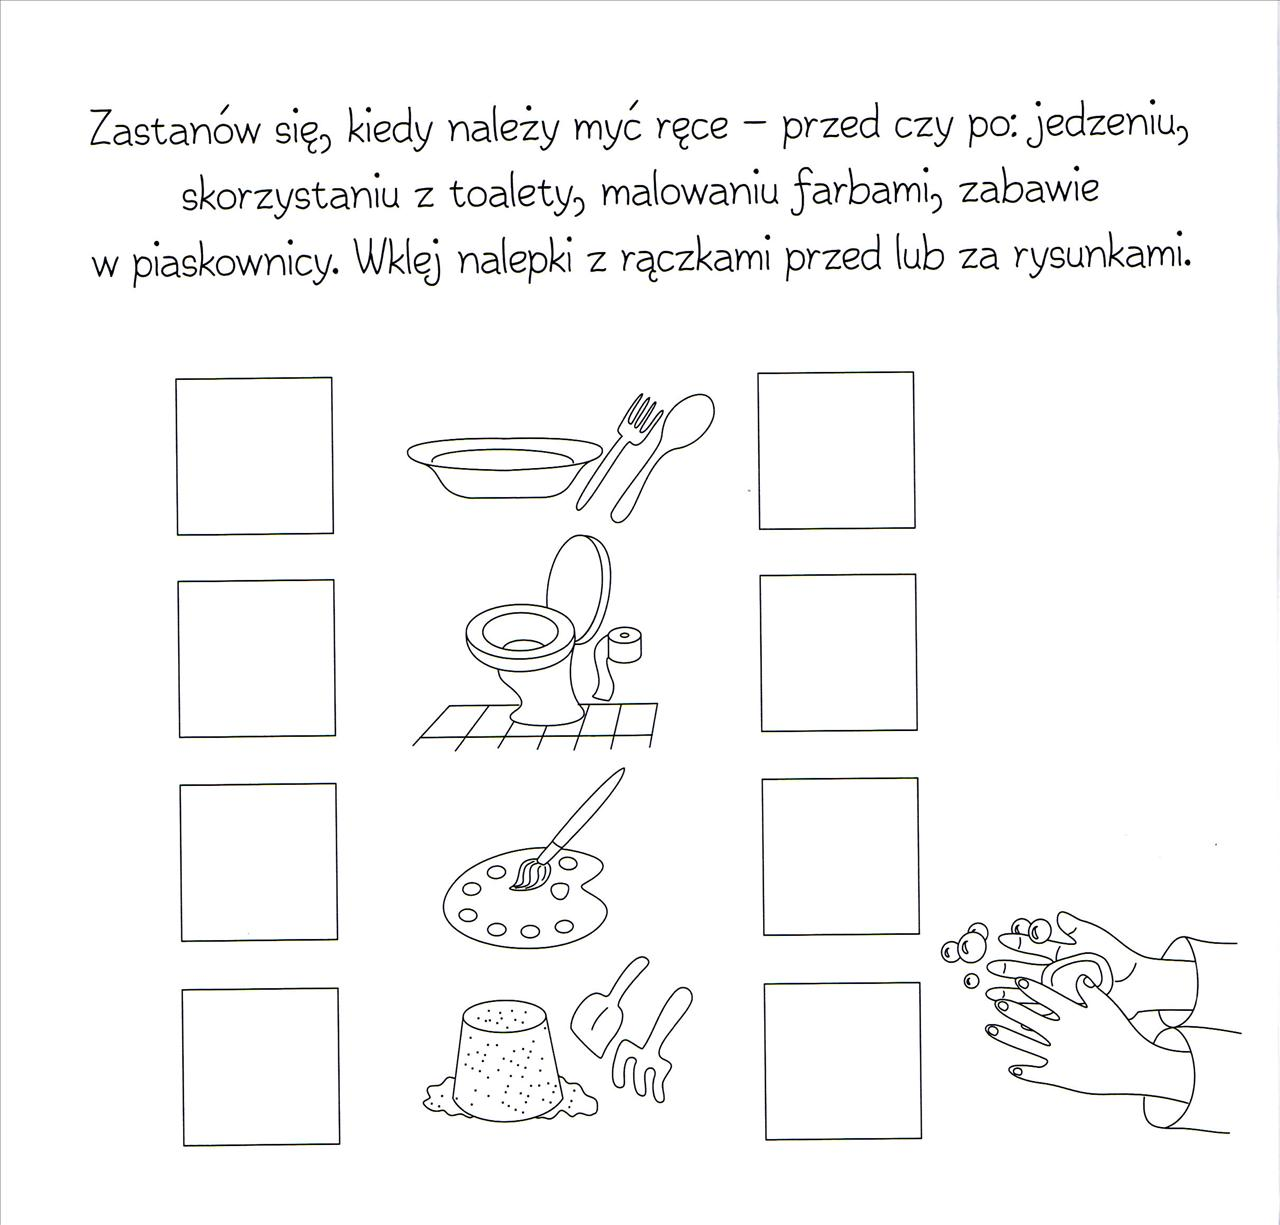 Zastanów się, kiedy należy myć ręce – przed czy po: jedzeniu,
skorzystaniu z toalety, malowaniu farbami, zabawie
w piaskownicy. Wklej nalepki z rączkami przed lub za rysunkami.